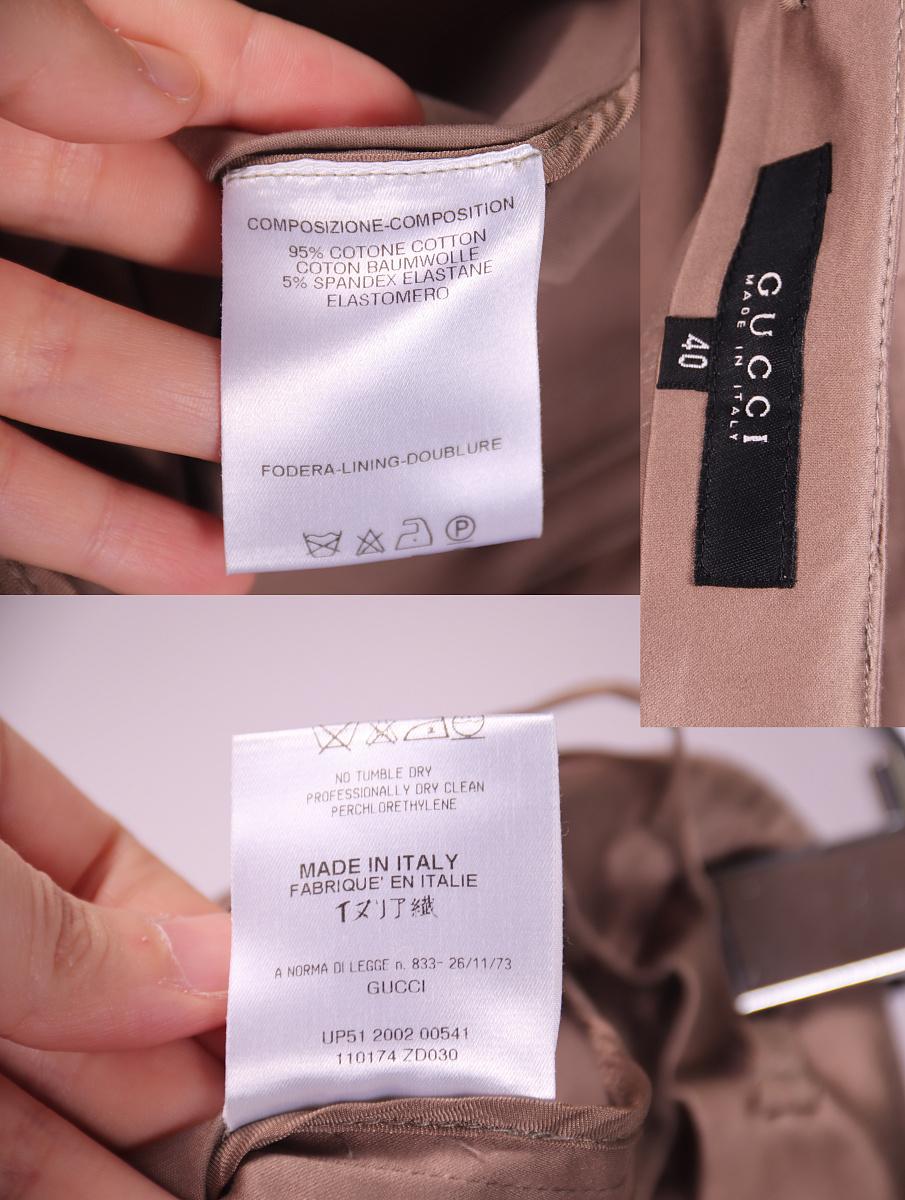 COMPOSIZIONE-COMPOSITION
95% COTONE COTTON
COTON BAUMWOLLE
5% SPANDEX ELASTANE
ELASTOMERO
FODERA-LINING-DOUBLURE
P
GUCCI
MADE IN ITALY
40
NO TUMBLE DRY
PROFESSIONALLY DRY CLEAN
PERCHLORETHYLENE
MADE IN ITALY
FABRIQUE' EN ITALIE
イヌリア織
A NORMA DI LEGGE n. 833- 26/11/73
GUCCI
UP51 2002 00541
110174 ZD030